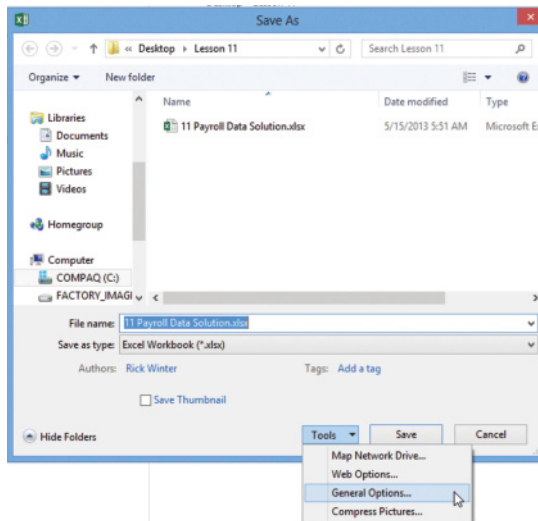 Save As
« Desktop › Lesson 11
Search Lesson 11
Organize
New folder
Name
Date modified
Type
Libraries
Documents
Music
Pictures
Videos
Homegroup
Computer
COMPAQ (C:)
FACTORY_IMAGI
11 Payroll Data Solution.xlsx
5/15/2013 5:51 AM
Microsoft E
File name: 11 Payroll Data Solution.xlsx
Save as type: Excel Workbook (*.xlsx)
Authors: Rick Winter
Tags: Add a tag
Save Thumbnail
Hide Folders
Tools
Save
Cancel
Map Network Drive...
Web Options...
General Options...
Compress Pictures...